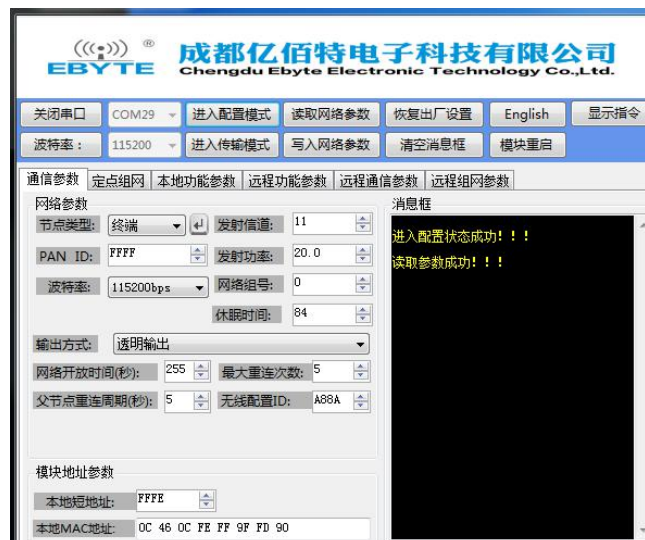 ((( ))) ®
EBYTE 成都亿佰特电子科技有限公司
Chengdu Ebyte Electronic Technology Co.,Ltd.
关闭串口 COM29 进入配置模式 读取网络参数 恢复出厂设置 English 显示指令
波特率： 115200 进入传输模式 写入网络参数 清空消息框 模块重启
通信参数 定点组网 本地功能参数 远程功能参数 远程通信参数 远程组网参数
网络参数 消息框
节点类型: 终端 发射信道: 11
进入配置状态成功！！！
PAN ID: FFFF 发射功率: 20.0
读取参数成功！！！
波特率: 115200bps 网络组号: 0
休眠时间: 84
输出方式: 透明输出
网络开放时间(秒): 255 最大重连次数: 5
父节点重连周期(秒): 5 无线配置ID: A88A
模块地址参数
本地短地址: FFFE
本地MAC地址: 0C 46 0C FE FF 9F FD 90